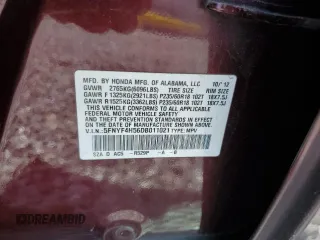 MFD. BY HONDA MFG. OF ALABAMA, LLC 10/12
GVWR 2765KG(6096LBS) TIRE SIZE RIM SIZE
GAWR F 1325KG(2921LBS) P235/60R18 102T 18X7.5J
GAWR R 1525KG(3362LBS) P235/60R18 102T 18X7.5J
THIS VEHICLE CONFORMS TO ALL APPLICABLE
FEDERAL MOTOR VEHICLE SAFETY AND
THEFT PREVENTION STANDARDS IN EFFECT
ON THE DATE OF MANUFACTURE SHOWN ABOVE.
V.I.N.: 5FNYF4H56DB011021 TYPE: MPV